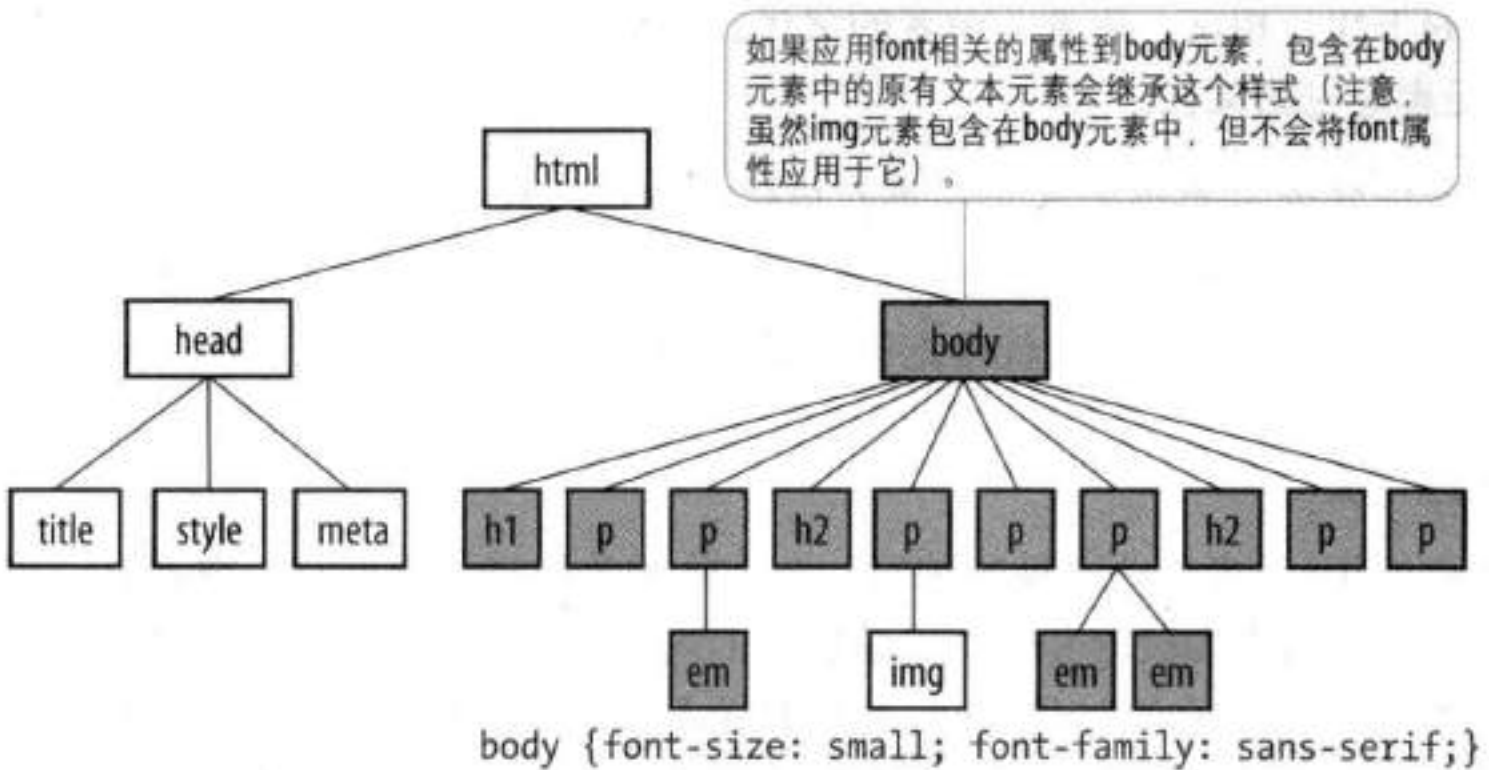 如果应用font相关的属性到body元素，包含在body
元素中的原有文本元素会继承这个样式（注意，
虽然img元素包含在body元素中，但不会将font属
性应用于它）。
html
head
body
title style meta h1 p p h2 p p p h2 p p
em img em em
body {font-size: small; font-family: sans-serif;}